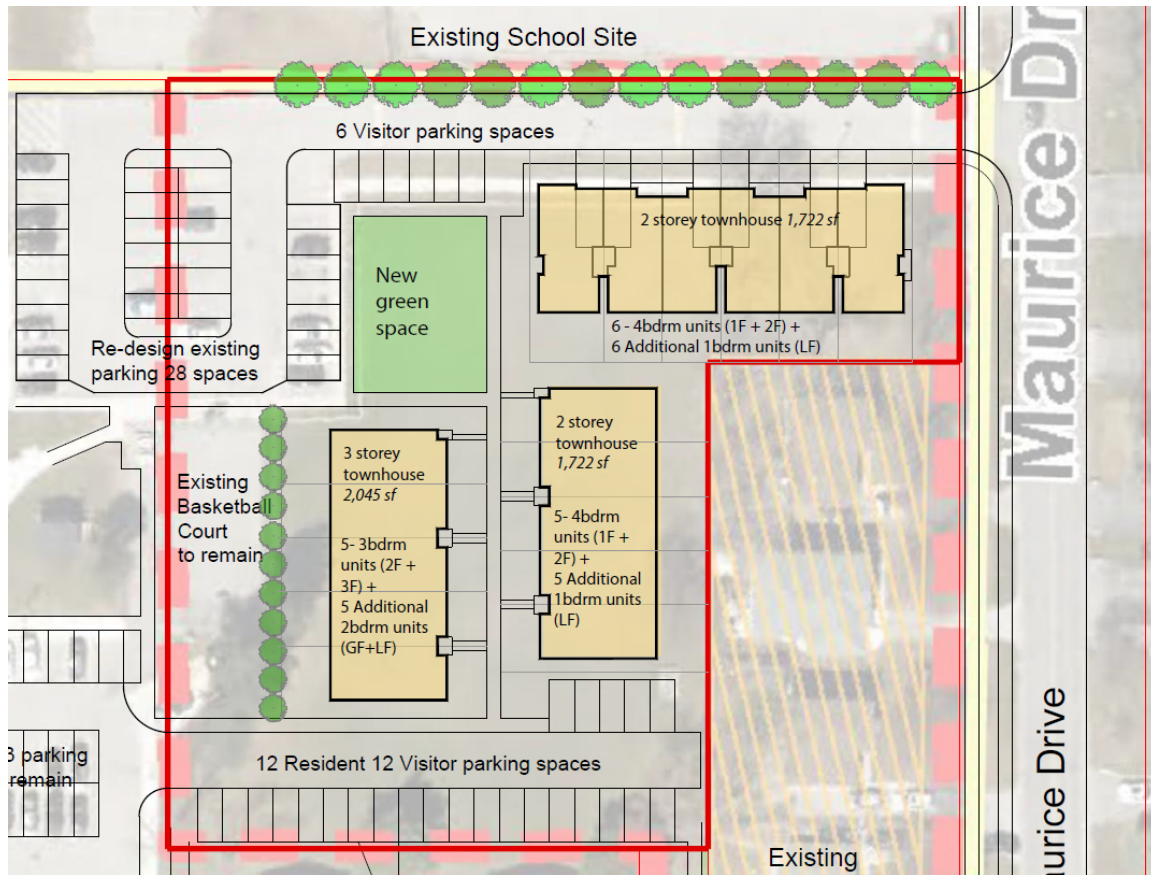 Existing School Site
Maurice Dr
6 Visitor parking spaces
2 storey townhouse 1,722 sf
New
green
space
6 - 4bdrm units (1F + 2F) +
6 Additional 1bdrm units (LF)
Re-design existing
parking 28 spaces
2 storey
townhouse
1,722 sf
3 storey
townhouse
2,045 sf
Existing
Basketball
Court
to remain
5- 4bdrm
units (1F +
2F) +
5 Additional
1bdrm units
(LF)
5- 3bdrm
units (2F +
3F) +
5 Additional
2bdrm units
(GF+LF)
3 parking
remain
12 Resident 12 Visitor parking spaces
urice Drive
Existing